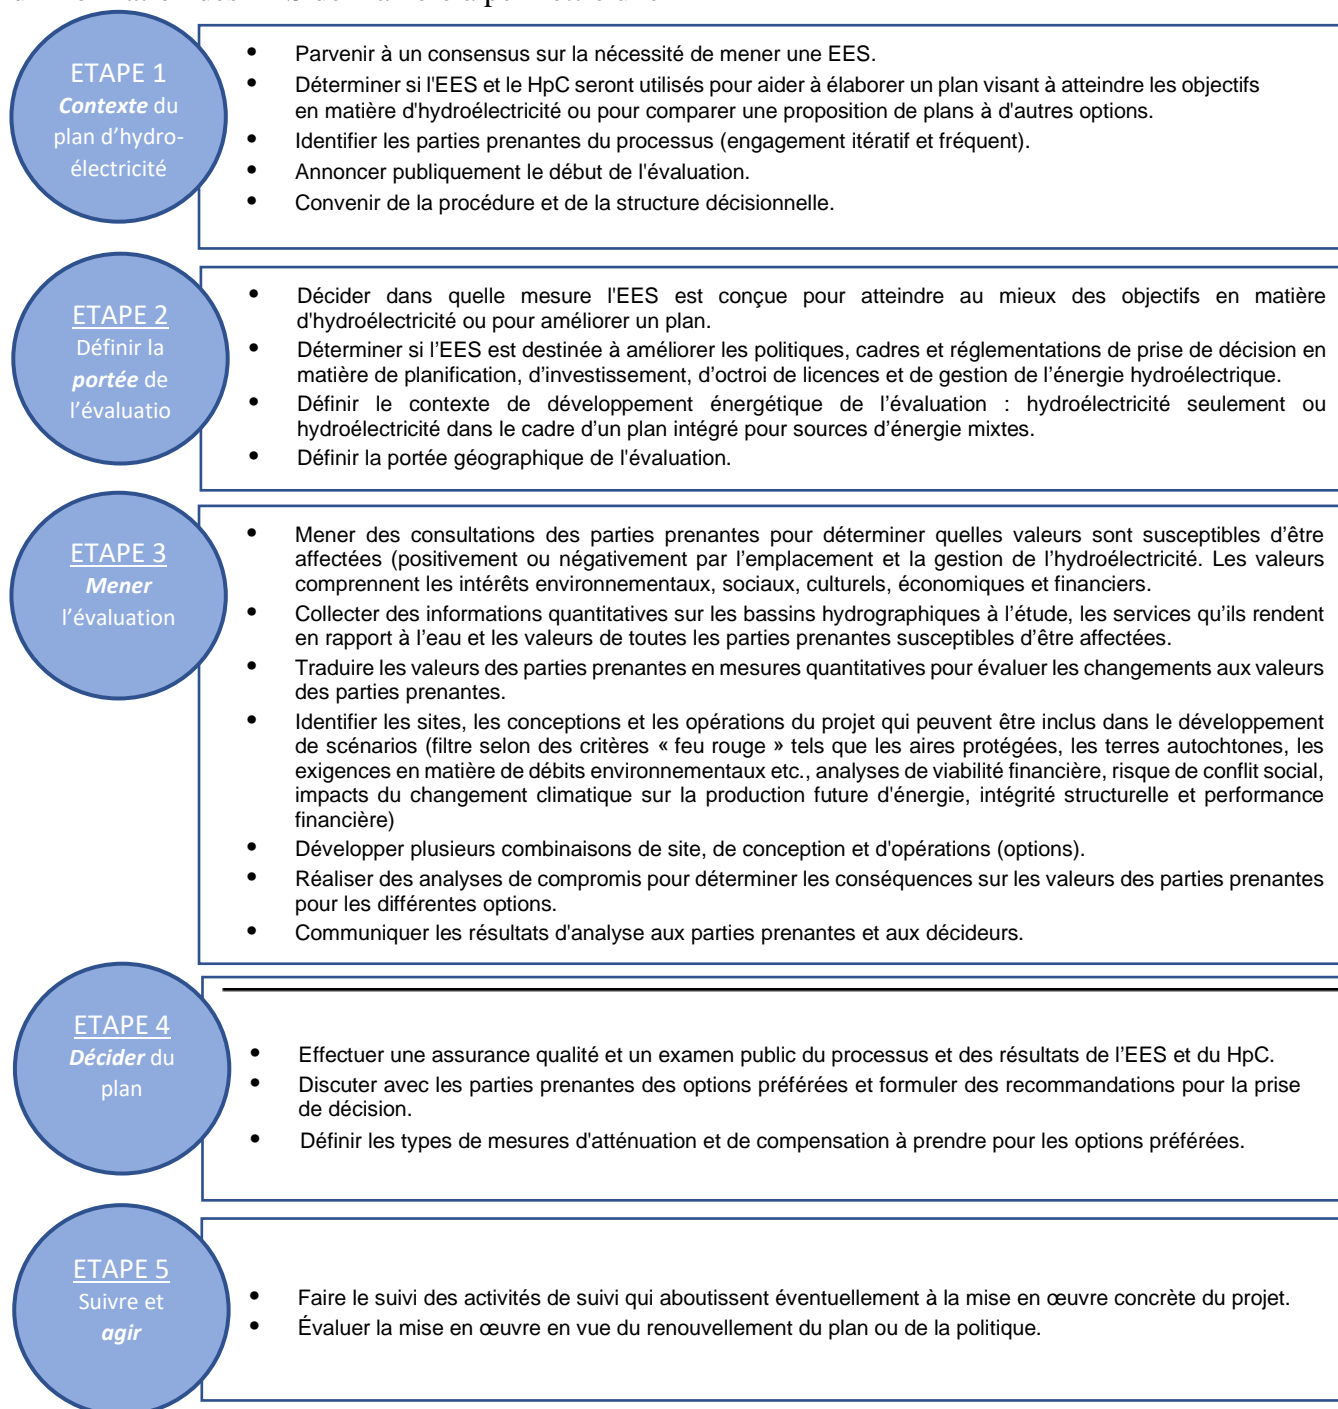 ETAPE 1
Contexte du
plan d’hydro-
électricité
• Parvenir à un consensus sur la nécessité de mener une EES.
• Déterminer si l'EES et le HpC seront utilisés pour aider à élaborer un plan visant à atteindre les objectifs
en matière d'hydroélectricité ou pour comparer une proposition de plans à d'autres options.
• Identifier les parties prenantes du processus (engagement itératif et fréquent).
• Annoncer publiquement le début de l'évaluation.
• Convenir de la procédure et de la structure décisionnelle.
ETAPE 2
Définir la
portée de
l’évaluatio
• Décider dans quelle mesure l'EES est conçue pour atteindre au mieux des objectifs en matière
d'hydroélectricité ou pour améliorer un plan.
• Déterminer si l’EES est destinée à améliorer les politiques, cadres et réglementations de prise de décision en
matière de planification, d’investissement, d’octroi de licences et de gestion de l’énergie hydroélectrique.
• Définir le contexte de développement énergétique de l’évaluation : hydroélectricité seulement ou
hydroélectricité dans le cadre d’un plan intégré pour sources d’énergie mixtes.
• Définir la portée géographique de l'évaluation.
ETAPE 3
Mener
l’évaluation
• Mener des consultations des parties prenantes pour déterminer quelles valeurs sont susceptibles d’être
affectées (positivement ou négativement par l’emplacement et la gestion de l’hydroélectricité. Les valeurs
comprennent les intérêts environnementaux, sociaux, culturels, économiques et financiers.
• Collecter des informations quantitatives sur les bassins hydrographiques à l’étude, les services qu’ils rendent
en rapport à l’eau et les valeurs de toutes les parties prenantes susceptibles d’être affectées.
• Traduire les valeurs des parties prenantes en mesures quantitatives pour évaluer les changements aux valeurs
des parties prenantes.
• Identifier les sites, les conceptions et les opérations du projet qui peuvent être inclus dans le développement
de scénarios (filtre selon des critères « feu rouge » tels que les aires protégées, les terres autochtones, les
exigences en matière de débits environnementaux etc., analyses de viabilité financière, risque de conflit social,
impacts du changement climatique sur la production future d'énergie, intégrité structurelle et performance
financière)
• Développer plusieurs combinaisons de site, de conception et d'opérations (options).
• Réaliser des analyses de compromis pour déterminer les conséquences sur les valeurs des parties prenantes
pour les différentes options.
• Communiquer les résultats d'analyse aux parties prenantes et aux décideurs.
ETAPE 4
Décider du
plan
• Effectuer une assurance qualité et un examen public du processus et des résultats de l’EES et du HpC.
• Discuter avec les parties prenantes des options préférées et formuler des recommandations pour la prise
de décision.
• Définir les types de mesures d'atténuation et de compensation à prendre pour les options préférées.
ETAPE 5
Suivre et
agir
• Faire le suivi des activités de suivi qui aboutissent éventuellement à la mise en œuvre concrète du projet.
• Évaluer la mise en œuvre en vue du renouvellement du plan ou de la politique.